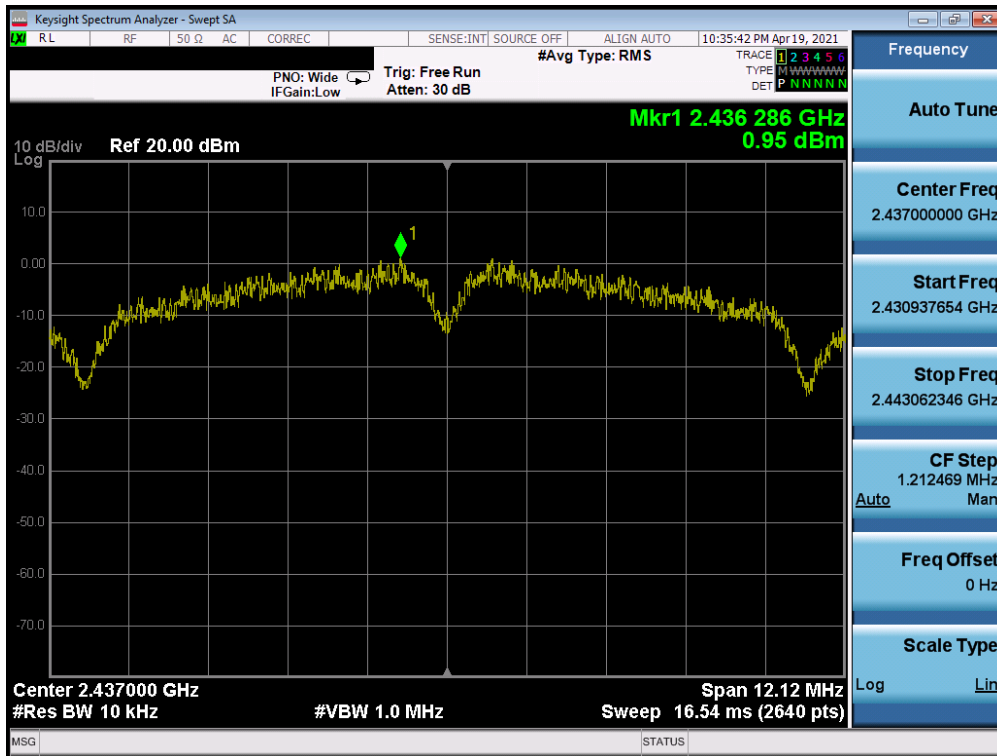 Keysight Spectrum Analyzer - Swept SA
LXI RL RF 50 Ω AC CORREC SENSE:INT SOURCE OFF ALIGN AUTO 10:35:42 PM Apr 19, 2021
#Avg Type: RMS
TRACE 1 2 3 4 5 6
PNO: Wide Trig: Free Run
TYPE M WWWWW
IFGain:Low Atten: 30 dB
DET P N N N N N
Mkr1 2.436 286 GHz
0.95 dBm
10 dB/div Ref 20.00 dBm
Log
1
10.0
0.00
-10.0
-20.0
-30.0
-40.0
-50.0
-60.0
-70.0
Center 2.437000 GHz Span 12.12 MHz
#Res BW 10 kHz #VBW 1.0 MHz Sweep 16.54 ms (2640 pts)
MSG STATUS
Frequency
Auto Tune
Center Freq
2.437000000 GHz
Start Freq
2.430937654 GHz
Stop Freq
2.443062346 GHz
CF Step
1.212469 MHz
Auto Man
Freq Offset
0 Hz
Scale Type
Log Lin